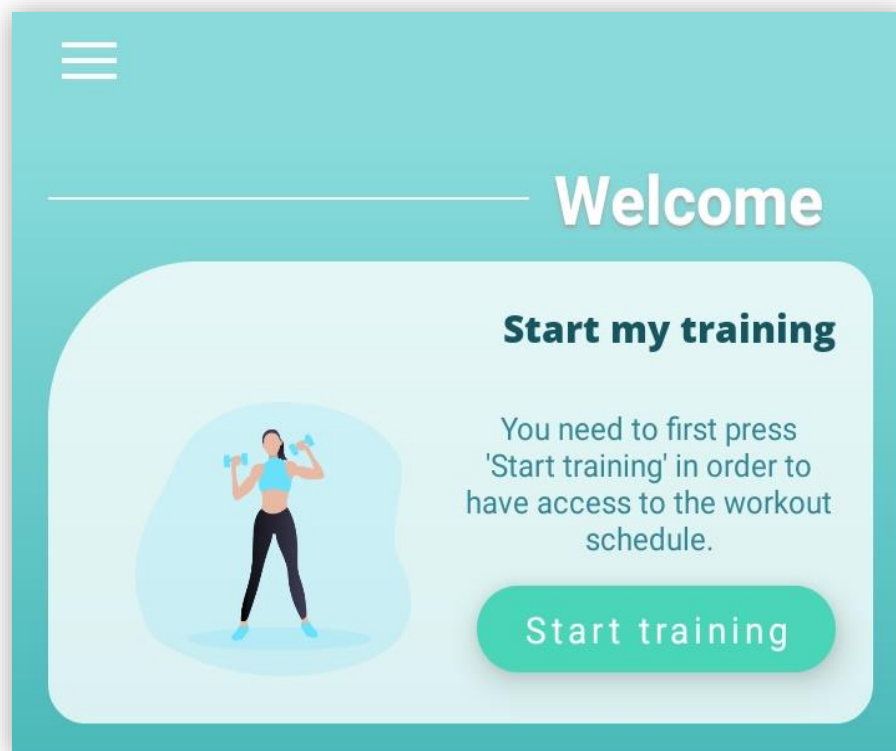 Welcome
Start my training
You need to first press
'Start training' in order to
have access to the workout
schedule.
Start training